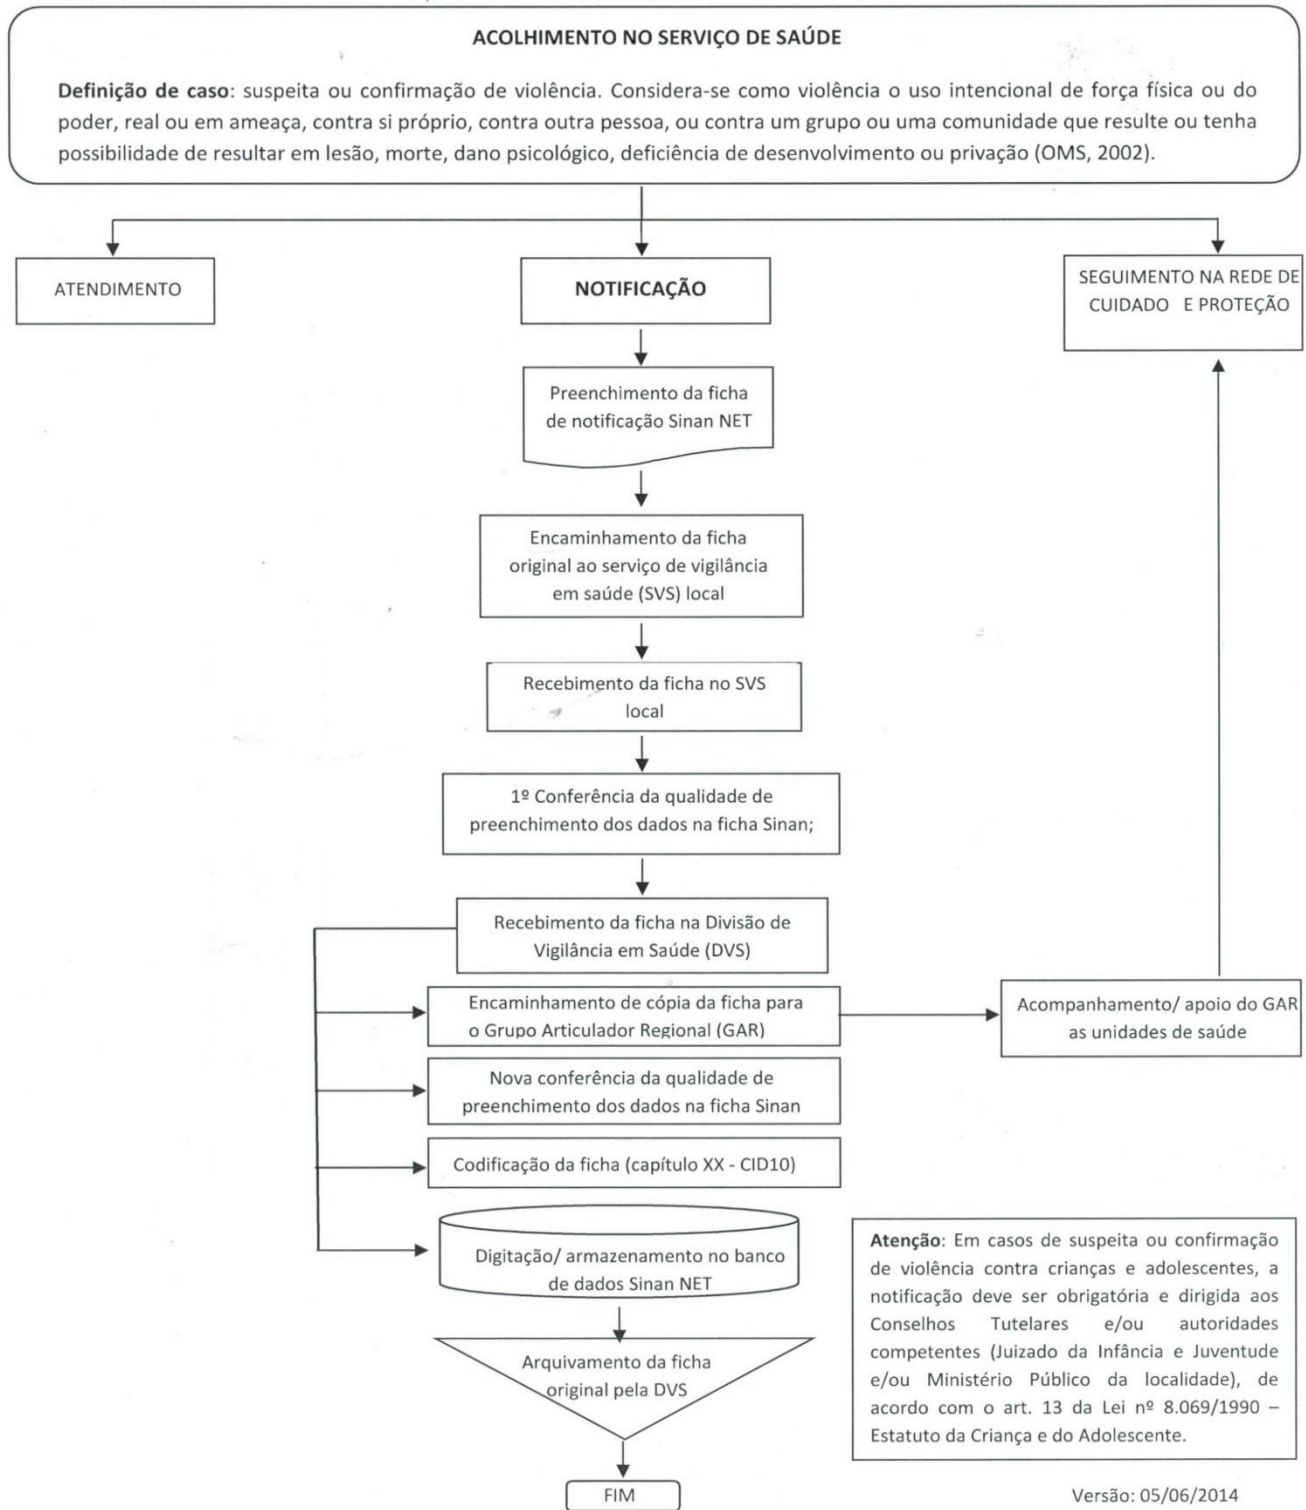 ACOLHIMENTO NO SERVIÇO DE SAÚDE
Definição de caso: suspeita ou confirmação de violência. Considera-se como violência o uso intencional de força física ou do
poder, real ou em ameaça, contra si próprio, contra outra pessoa, ou contra um grupo ou uma comunidade que resulte ou tenha
possibilidade de resultar em lesão, morte, dano psicológico, deficiência de desenvolvimento ou privação (OMS, 2002).
ATENDIMENTO
NOTIFICAÇÃO
SEGUIMENTO NA REDE DE
CUIDADO E PROTEÇÃO
Preenchimento da ficha
de notificação Sinan NET
Encaminhamento da ficha
original ao serviço de vigilância
em saúde (SVS) local
Recebimento da ficha no SVS
local
1º Conferência da qualidade de
preenchimento dos dados na ficha Sinan;
Recebimento da ficha na Divisão de
Vigilância em Saúde (DVS)
Encaminhamento de cópia da ficha para
o Grupo Articulador Regional (GAR)
Acompanhamento/ apoio do GAR
as unidades de saúde
Nova conferência da qualidade de
preenchimento dos dados na ficha Sinan
Codificação da ficha (capítulo XX - CID10)
Digitação/ armazenamento no banco
de dados Sinan NET
Arquivamento da ficha
original pela DVS
FIM
Atenção: Em casos de suspeita ou confirmação
de violência contra crianças e adolescentes, a
notificação deve ser obrigatória e dirigida aos
Conselhos Tutelares e/ou autoridades
competentes (Juizado da Infância e Juventude
e/ou Ministério Público da localidade), de
acordo com o art. 13 da Lei nº 8.069/1990 –
Estatuto da Criança e do Adolescente.
Versão: 05/06/2014